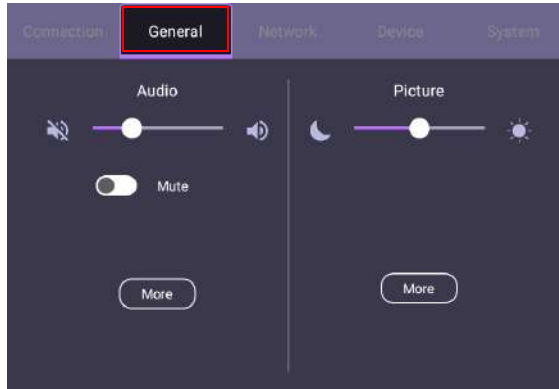 Connection General Network Device System
Audio
Mute
More
Picture
More